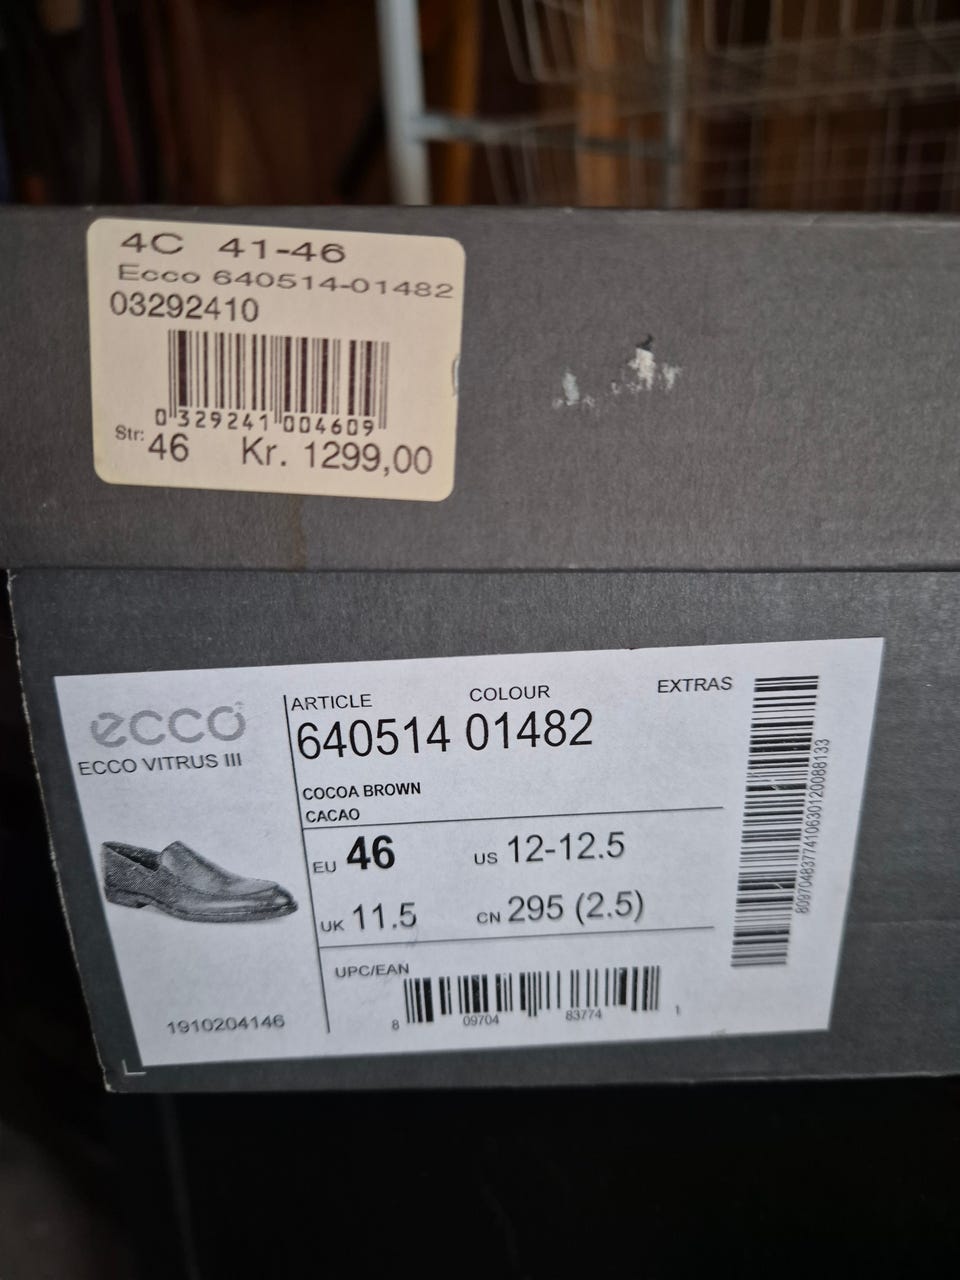 4C 41-46
Ecco 640514-01482
03292410
0 329241 004609
Str: 46 Kr. 1299,00
ecco
ECCO VITRUS III
ARTICLE COLOUR EXTRAS
640514 01482
COCOA BROWN
CACAO
EU 46 US 12-12.5
UK 11.5 CN 295 (2.5)
UPC/EAN
8 09704 83774 1
1910204146
8097048377410630120088133